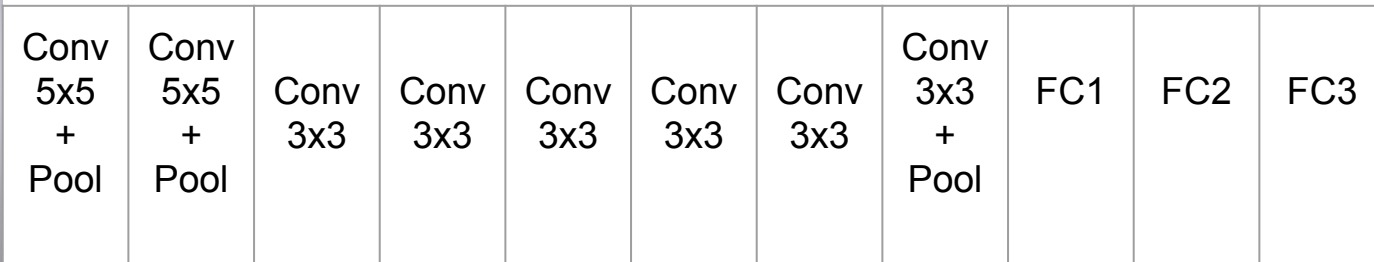 Conv
5x5
+
Pool
Conv
5x5
+
Pool
Conv
3x3
Conv
3x3
Conv
3x3
Conv
3x3
Conv
3x3
Conv
3x3
+
Pool
FC1
FC2
FC3